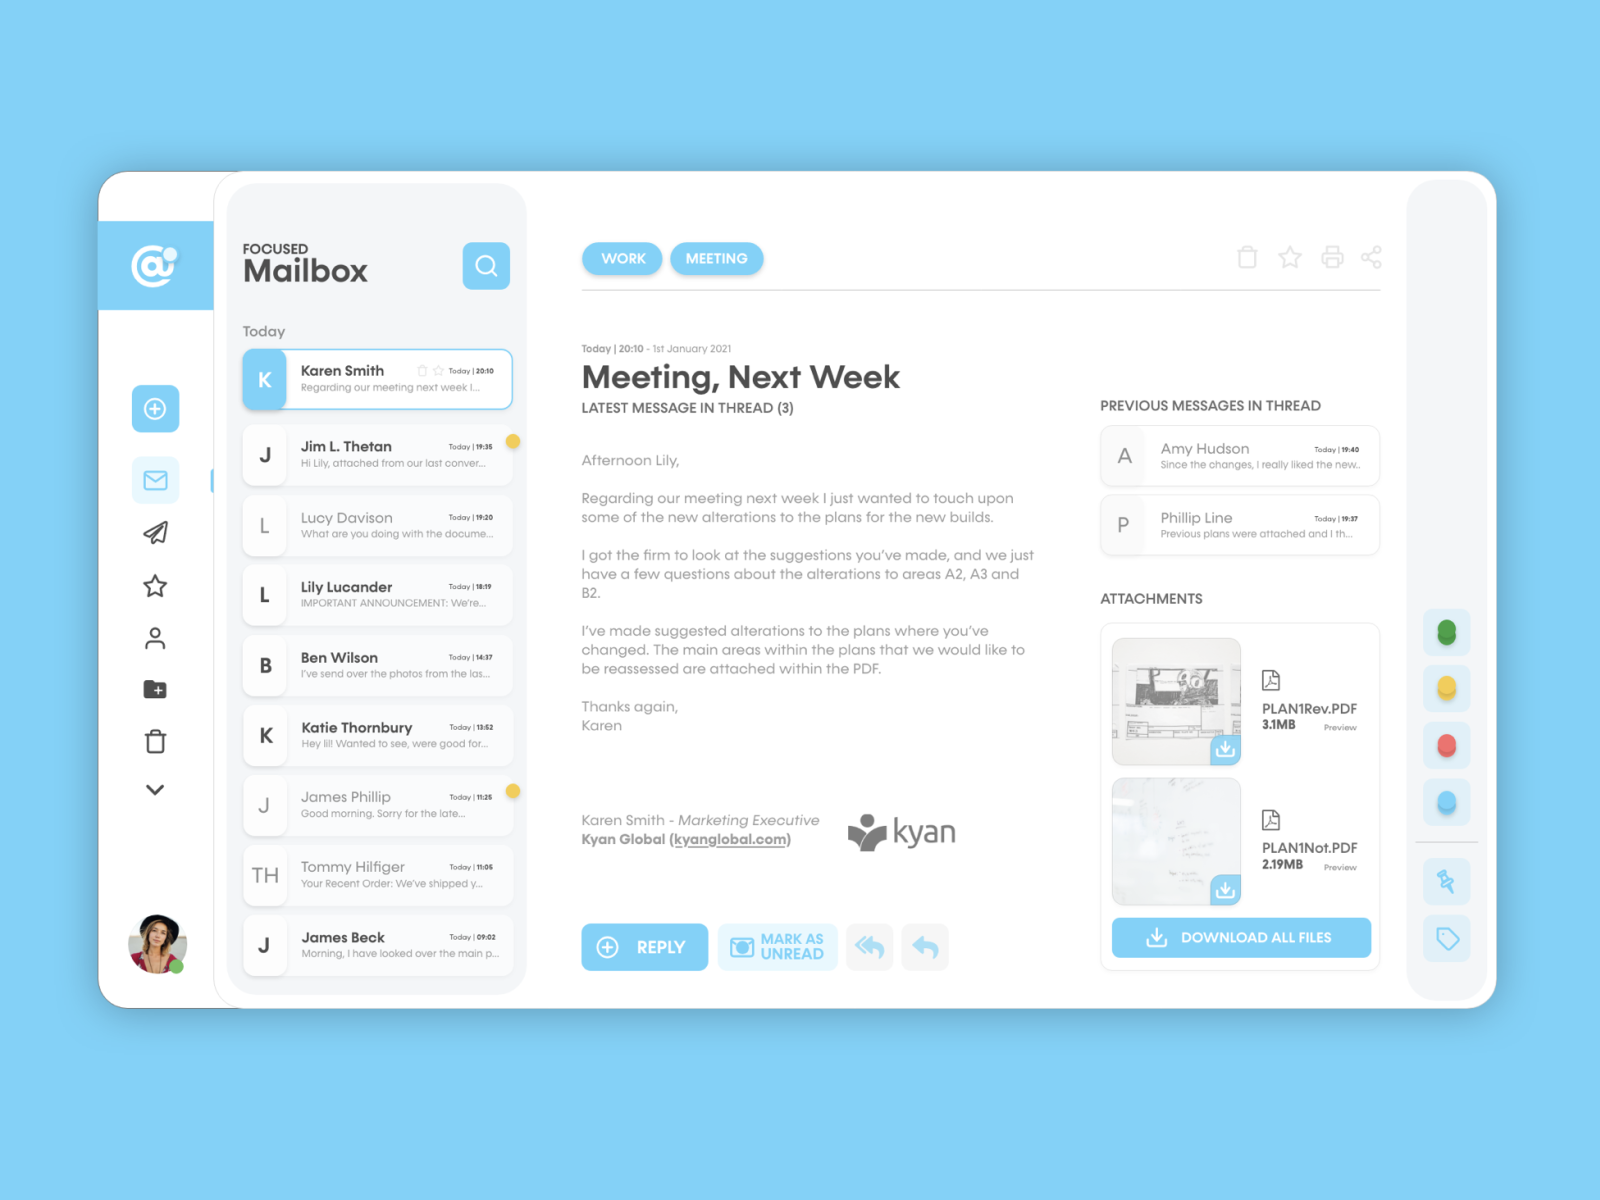 @
FOCUSED
Mailbox
Today
K
Karen Smith
Today | 20:10
Regarding our meeting next week I...
J
Jim L. Thetan
Today | 19:35
Hi Lily, attached from our last conver...
L
Lucy Davison
Today | 19:20
What are you doing with the docume...
L
Lily Lucander
Today | 18:19
IMPORTANT ANNOUNCEMENT: We're...
B
Ben Wilson
Today | 14:37
I've send over the photos from the las...
K
Katie Thornbury
Today | 13:52
Hey lil! Wanted to see, were good for...
J
James Phillip
Today | 11:25
Good morning. Sorry for the late...
TH
Tommy Hilfiger
Today | 11:05
Your Recent Order: We've shipped y...
J
James Beck
Today | 09:02
Morning, I have looked over the main p...
WORK
MEETING
Today | 20:10 - 1st January 2021
Meeting, Next Week
LATEST MESSAGE IN THREAD (3)
Afternoon Lily,
Regarding our meeting next week I just wanted to touch upon
some of the new alterations to the plans for the new builds.
I got the firm to look at the suggestions you've made, and we just
have a few questions about the alterations to areas A2, A3 and
B2.
I've made suggested alterations to the plans where you've
changed. The main areas within the plans that we would like to
be reassessed are attached within the PDF.
Thanks again,
Karen
Karen Smith - Marketing Executive
Kyan Global (kyanglobal.com)
kyan
REPLY
MARK AS
UNREAD
PREVIOUS MESSAGES IN THREAD
A
Amy Hudson
Today | 19:40
Since the changes, I really liked the new..
P
Phillip Line
Today | 19:37
Previous plans were attached and I th...
ATTACHMENTS
PLAN1Rev.PDF
3.1MB
Preview
PLAN1Not.PDF
2.19MB
Preview
DOWNLOAD ALL FILES